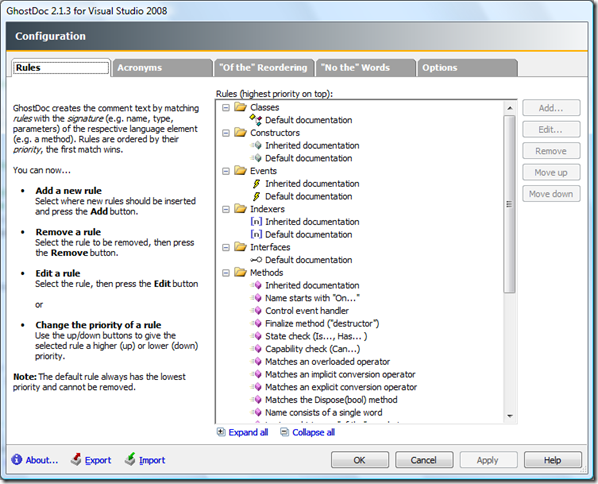 GhostDoc 2.1.3 for Visual Studio 2008
Configuration
Rules
Acronyms
"Of the" Reordering
"No the" Words
Options
GhostDoc creates the comment text by matching
rules with the signature (e.g. name, type,
parameters) of the respective language element
(e.g. a method). Rules are ordered by their
priority, the first match wins.
You can now...
• Add a new rule
Select where new rules should be inserted
and press the Add button.
• Remove a rule
Select the rule to be removed, then press
the Remove button.
• Edit a rule
Select the rule, then press the Edit button
or
• Change the priority of a rule
Use the up/down buttons to give the
selected rule a higher (up) or lower (down)
priority.
Note: The default rule always has the lowest
priority and cannot be removed.
Rules (highest priority on top):
Classes
Default documentation
Constructors
Inherited documentation
Default documentation
Events
Inherited documentation
Default documentation
Indexers
Inherited documentation
Default documentation
Interfaces
Default documentation
Methods
Inherited documentation
Name starts with "On..."
Control event handler
Finalize method ("destructor")
State check (Is..., Has... )
Capability check (Can...)
Matches an overloaded operator
Matches an implicit conversion operator
Matches an explicit conversion operator
Matches the Dispose(bool) method
Name consists of a single word
Expand all
Collapse all
Add...
Edit...
Remove
Move up
Move down
About...
Export
Import
OK
Cancel
Apply
Help